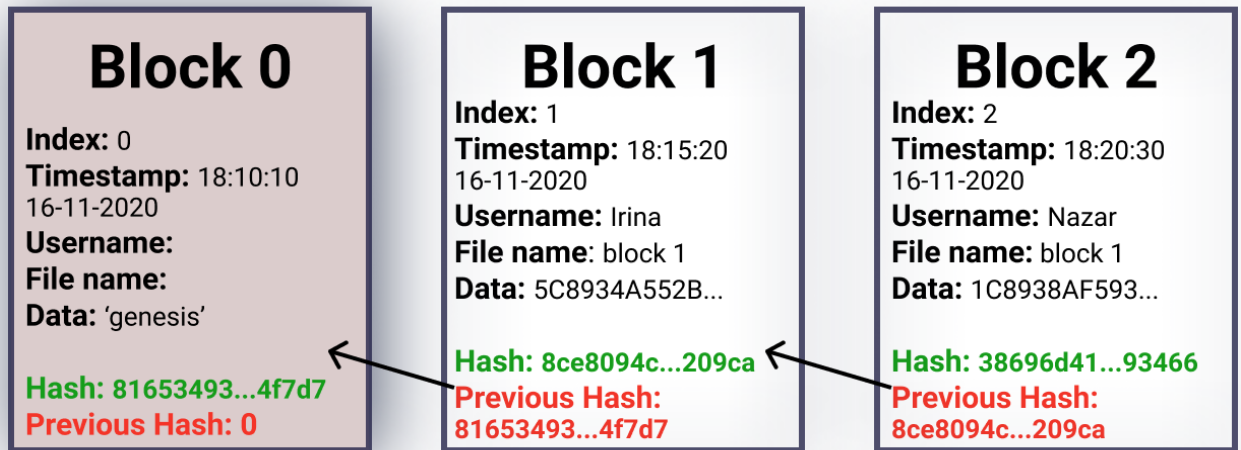 Block 0
Index: 0
Timestamp: 18:10:10
16-11-2020
Username:
File name:
Data: ‘genesis’
Hash: 81653493...4f7d7
Previous Hash: 0
Block 1
Index: 1
Timestamp: 18:15:20
16-11-2020
Username: Irina
File name: block 1
Data: 5C8934A552B...
Hash: 8ce8094c...209ca
Previous Hash:
81653493...4f7d7
Block 2
Index: 2
Timestamp: 18:20:30
16-11-2020
Username: Nazar
File name: block 1
Data: 1C8938AF593...
Hash: 38696d41...93466
Previous Hash:
8ce8094c...209ca